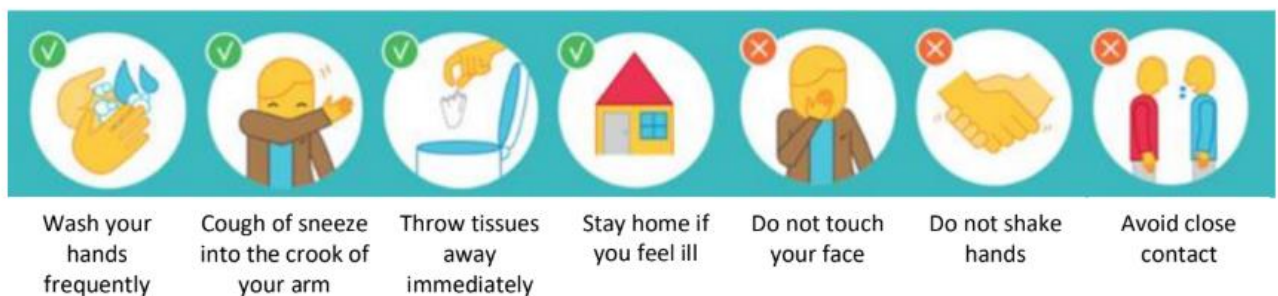 Wash your
hands
frequently
Cough of sneeze
into the crook of
your arm
Throw tissues
away
immediately
Stay home if
you feel ill
Do not touch
your face
Do not shake
hands
Avoid close
contact